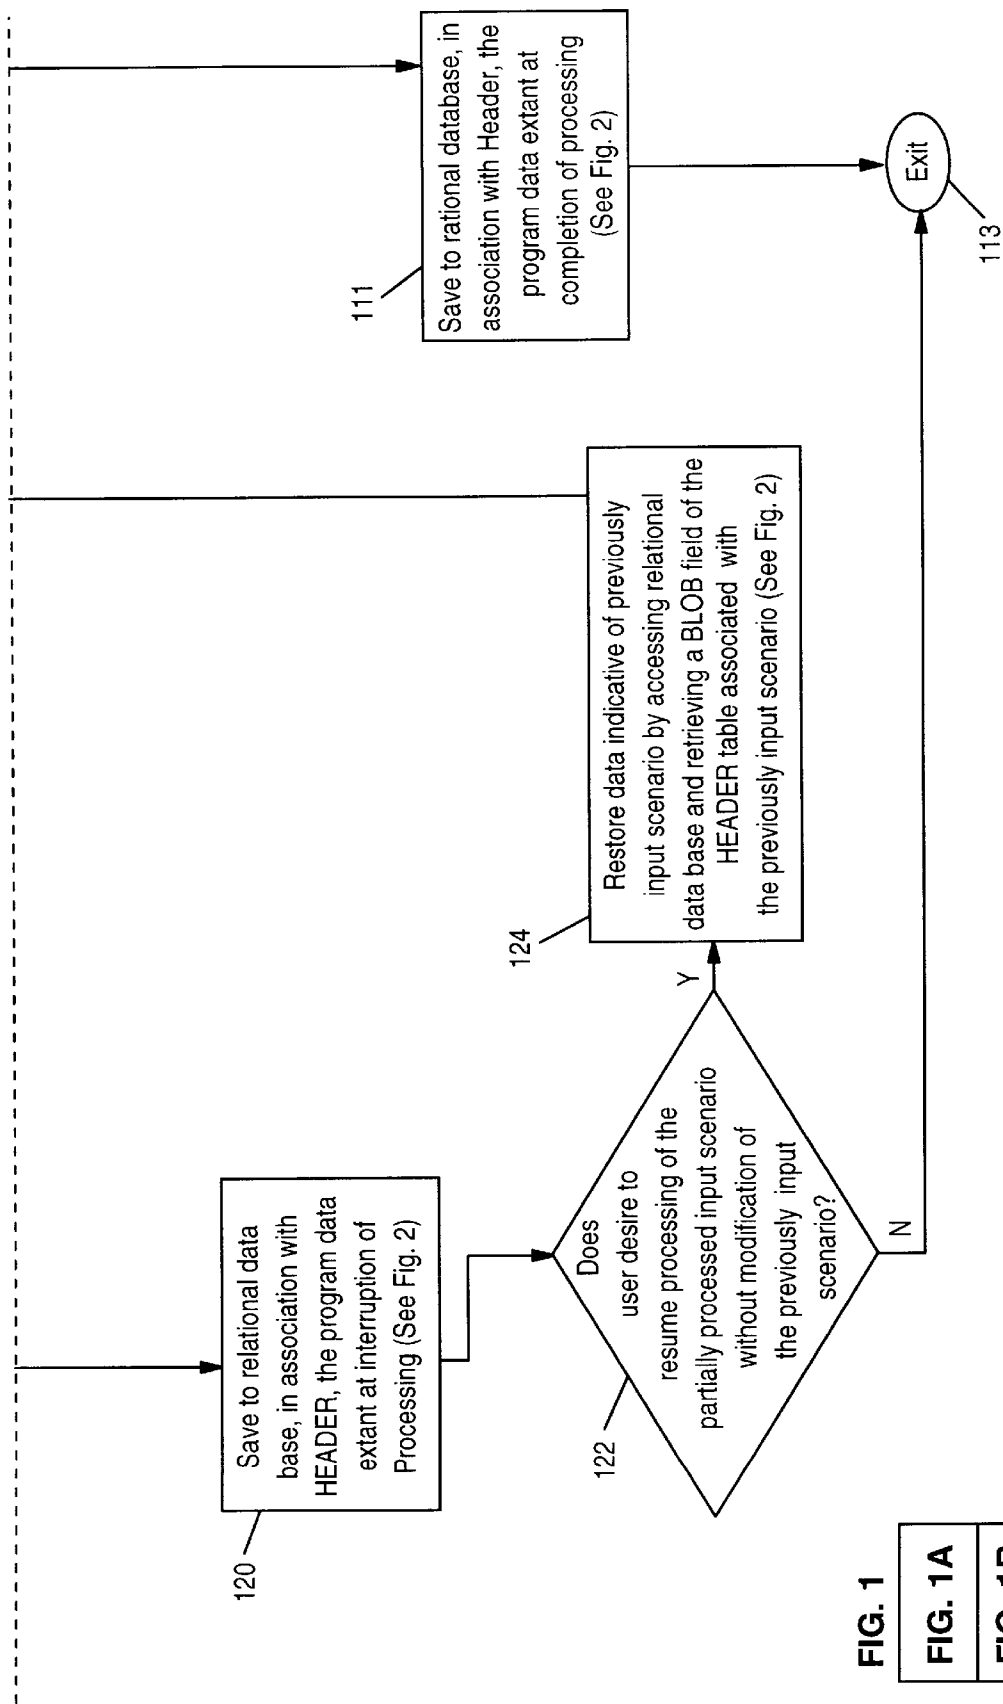 Save to relational data
base, in association with
HEADER, the program data
extant at interruption of
Processing (See Fig. 2)
120
Does
user desire to
resume processing of the
partially processed input scenario
without modification of
the previously input
scenario?
122
Y
N
Restore data indicative of previously
input scenario by accessing relational
data base and retrieving a BLOB field of the
HEADER table associated with
the previously input scenario (See Fig. 2)
124
Save to rational database, in
association with Header, the
program data extant at
completion of processing
(See Fig. 2)
111
Exit
113
FIG. 1
FIG. 1A